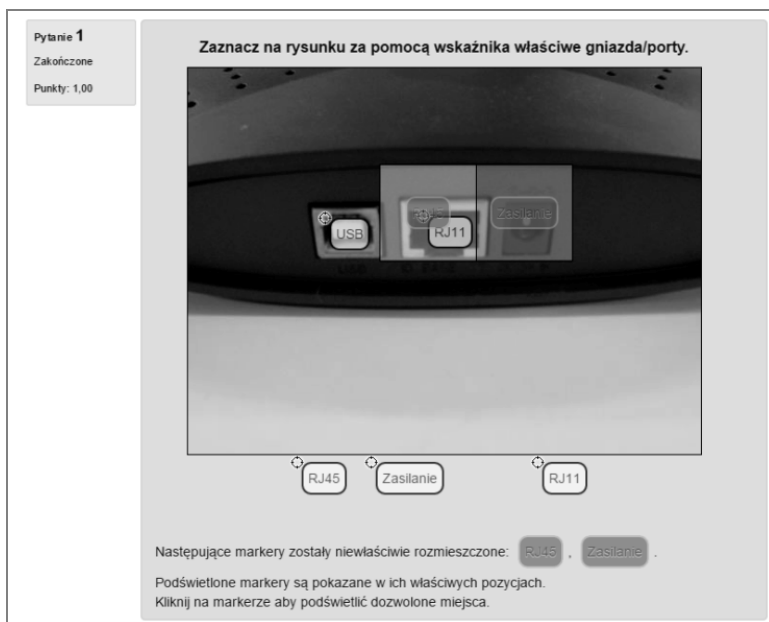 Pytanie 1
Zakończone
Punkty: 1,00
Zaznacz na rysunku za pomocą wskaźnika właściwe gniazda/porty.
RJ45 Zasilanie
USB RJ11
USB
RJ45 Zasilanie RJ11
Następujące markery zostały niewłaściwie rozmieszczone: RJ45 , Zasilanie .
Podświetlone markery są pokazane w ich właściwych pozycjach.
Kliknij na markerze aby podświetlić dozwolone miejsca.